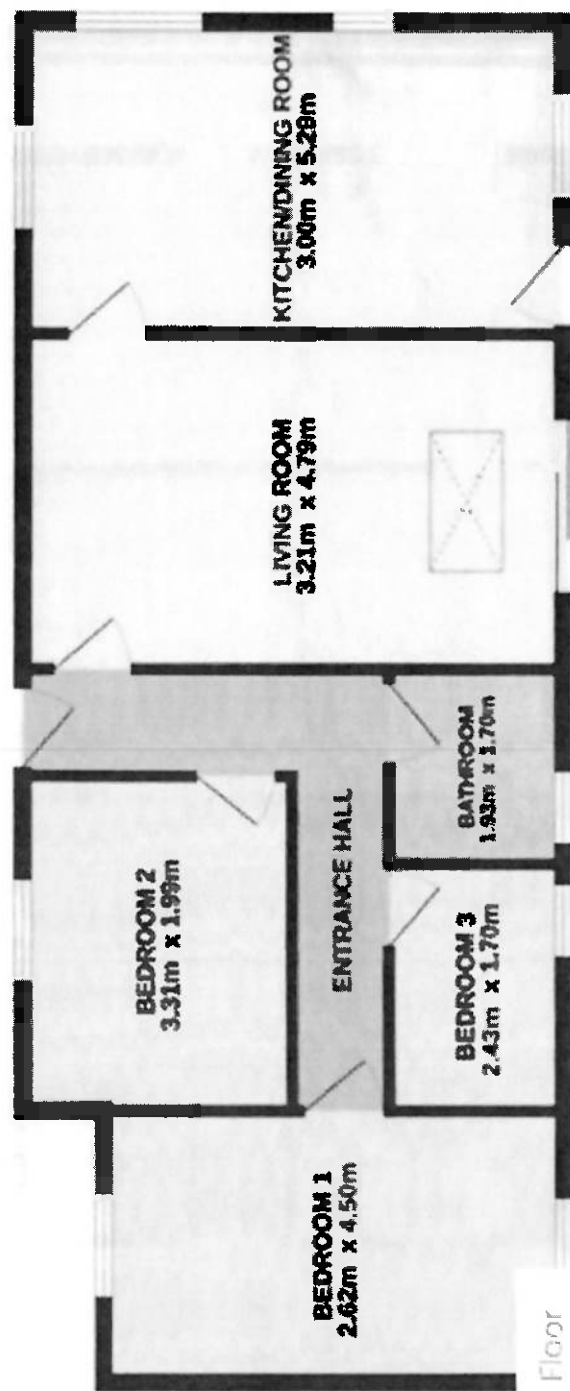 BEDROOM 1
2.62m x 4.50m
BEDROOM 2
3.31m x 1.99m
ENTRANCE HALL
BEDROOM 3
2.43m x 1.70m
BATHROOM
1.93m x 1.70m
LIVING ROOM
3.21m x 4.79m
KITCHEN/DINING ROOM
3.00m x 5.29m
Floor